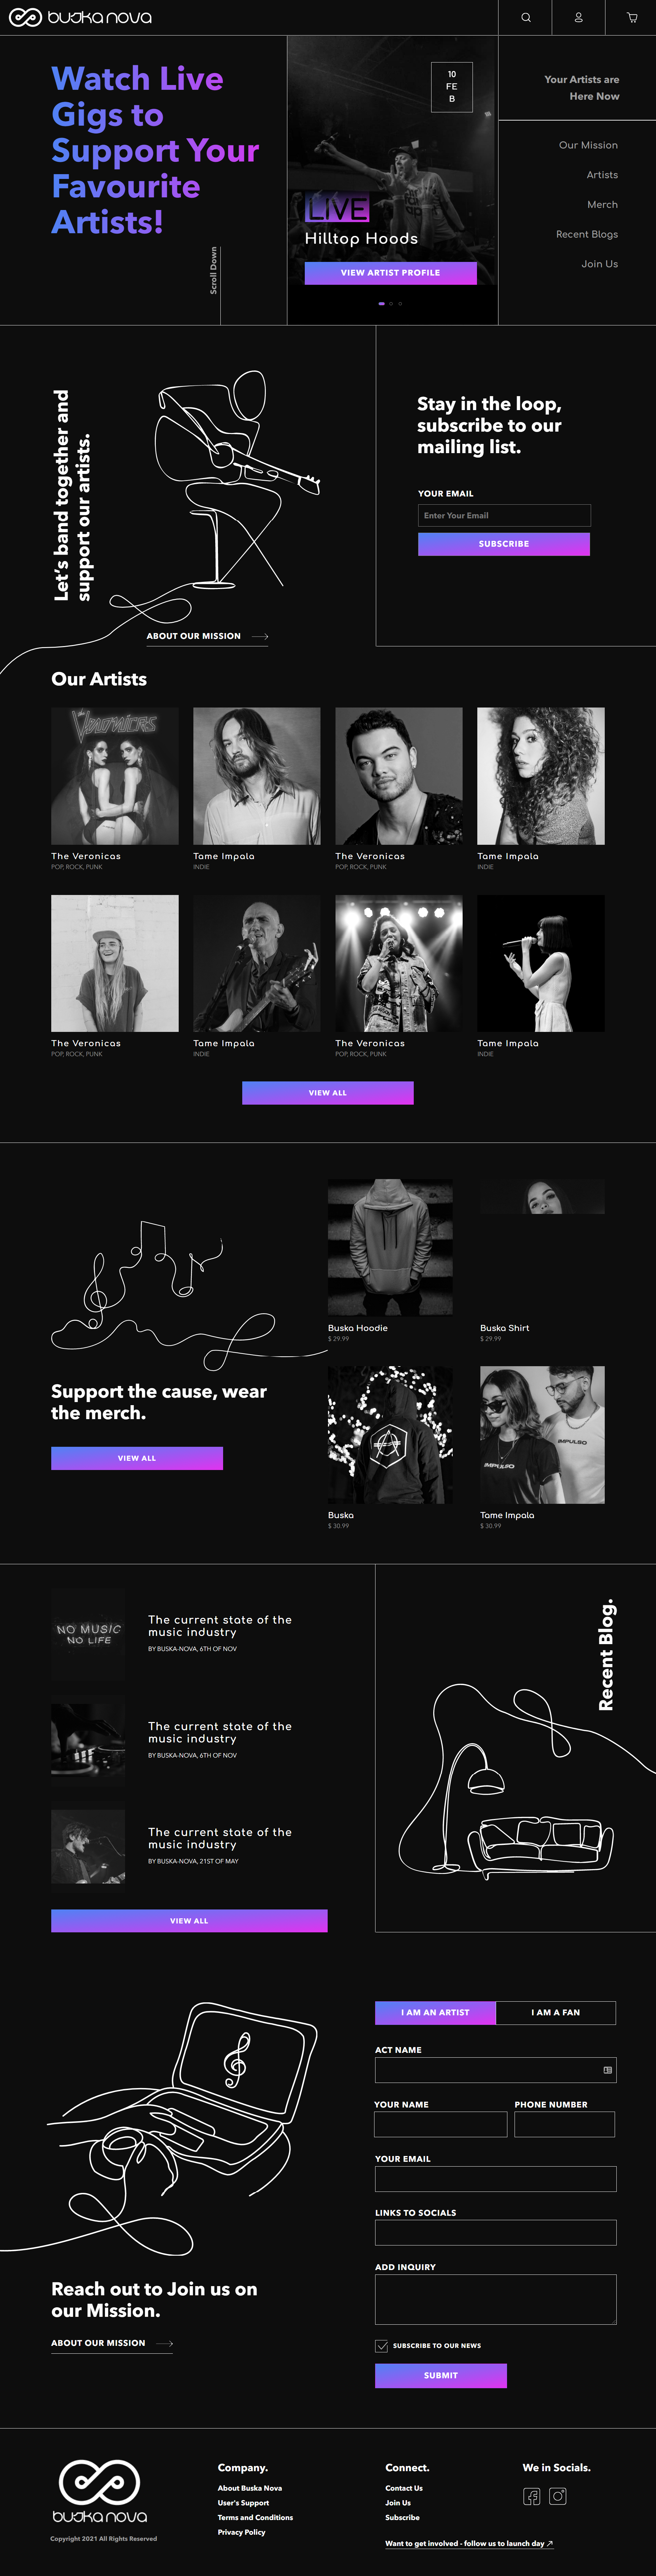 buska nova
Watch Live
Gigs to
Support Your
Favourite
Artists!
Scroll Down
10
FE
B
LIVE
Hilltop Hoods
VIEW ARTIST PROFILE
Your Artists are
Here Now
Our Mission
Artists
Merch
Recent Blogs
Join Us
Let's band together and
support our artists.
ABOUT OUR MISSION
Stay in the loop,
subscribe to our
mailing list.
YOUR EMAIL
Enter Your Email
SUBSCRIBE
Our Artists
The Veronicas
The Veronicas
POP, ROCK, PUNK
Tame Impala
INDIE
The Veronicas
POP, ROCK, PUNK
Tame Impala
INDIE
The Veronicas
POP, ROCK, PUNK
Tame Impala
INDIE
The Veronicas
POP, ROCK, PUNK
Tame Impala
INDIE
VIEW ALL
Support the cause, wear
the merch.
VIEW ALL
Buska Hoodie
$ 29.99
Buska Shirt
$ 29.99
IMPULSO
IMPULSO
Buska
$ 30.99
Tame Impala
$ 30.99
NO MUSIC
NO LIFE
The current state of the
music industry
BY BUSKA-NOVA, 6TH OF NOV
The current state of the
music industry
BY BUSKA-NOVA, 6TH OF NOV
The current state of the
music industry
BY BUSKA-NOVA, 21ST OF MAY
VIEW ALL
Recent Blog.
Reach out to Join us on
our Mission.
ABOUT OUR MISSION
I AM AN ARTIST
I AM A FAN
ACT NAME
YOUR NAME
PHONE NUMBER
YOUR EMAIL
LINKS TO SOCIALS
ADD INQUIRY
SUBSCRIBE TO OUR NEWS
SUBMIT
buska nova
Copyright 2021 All Rights Reserved
Company.
About Buska Nova
User's Support
Terms and Conditions
Privacy Policy
Connect.
Contact Us
Join Us
Subscribe
Want to get involved - follow us to launch day
We in Socials.